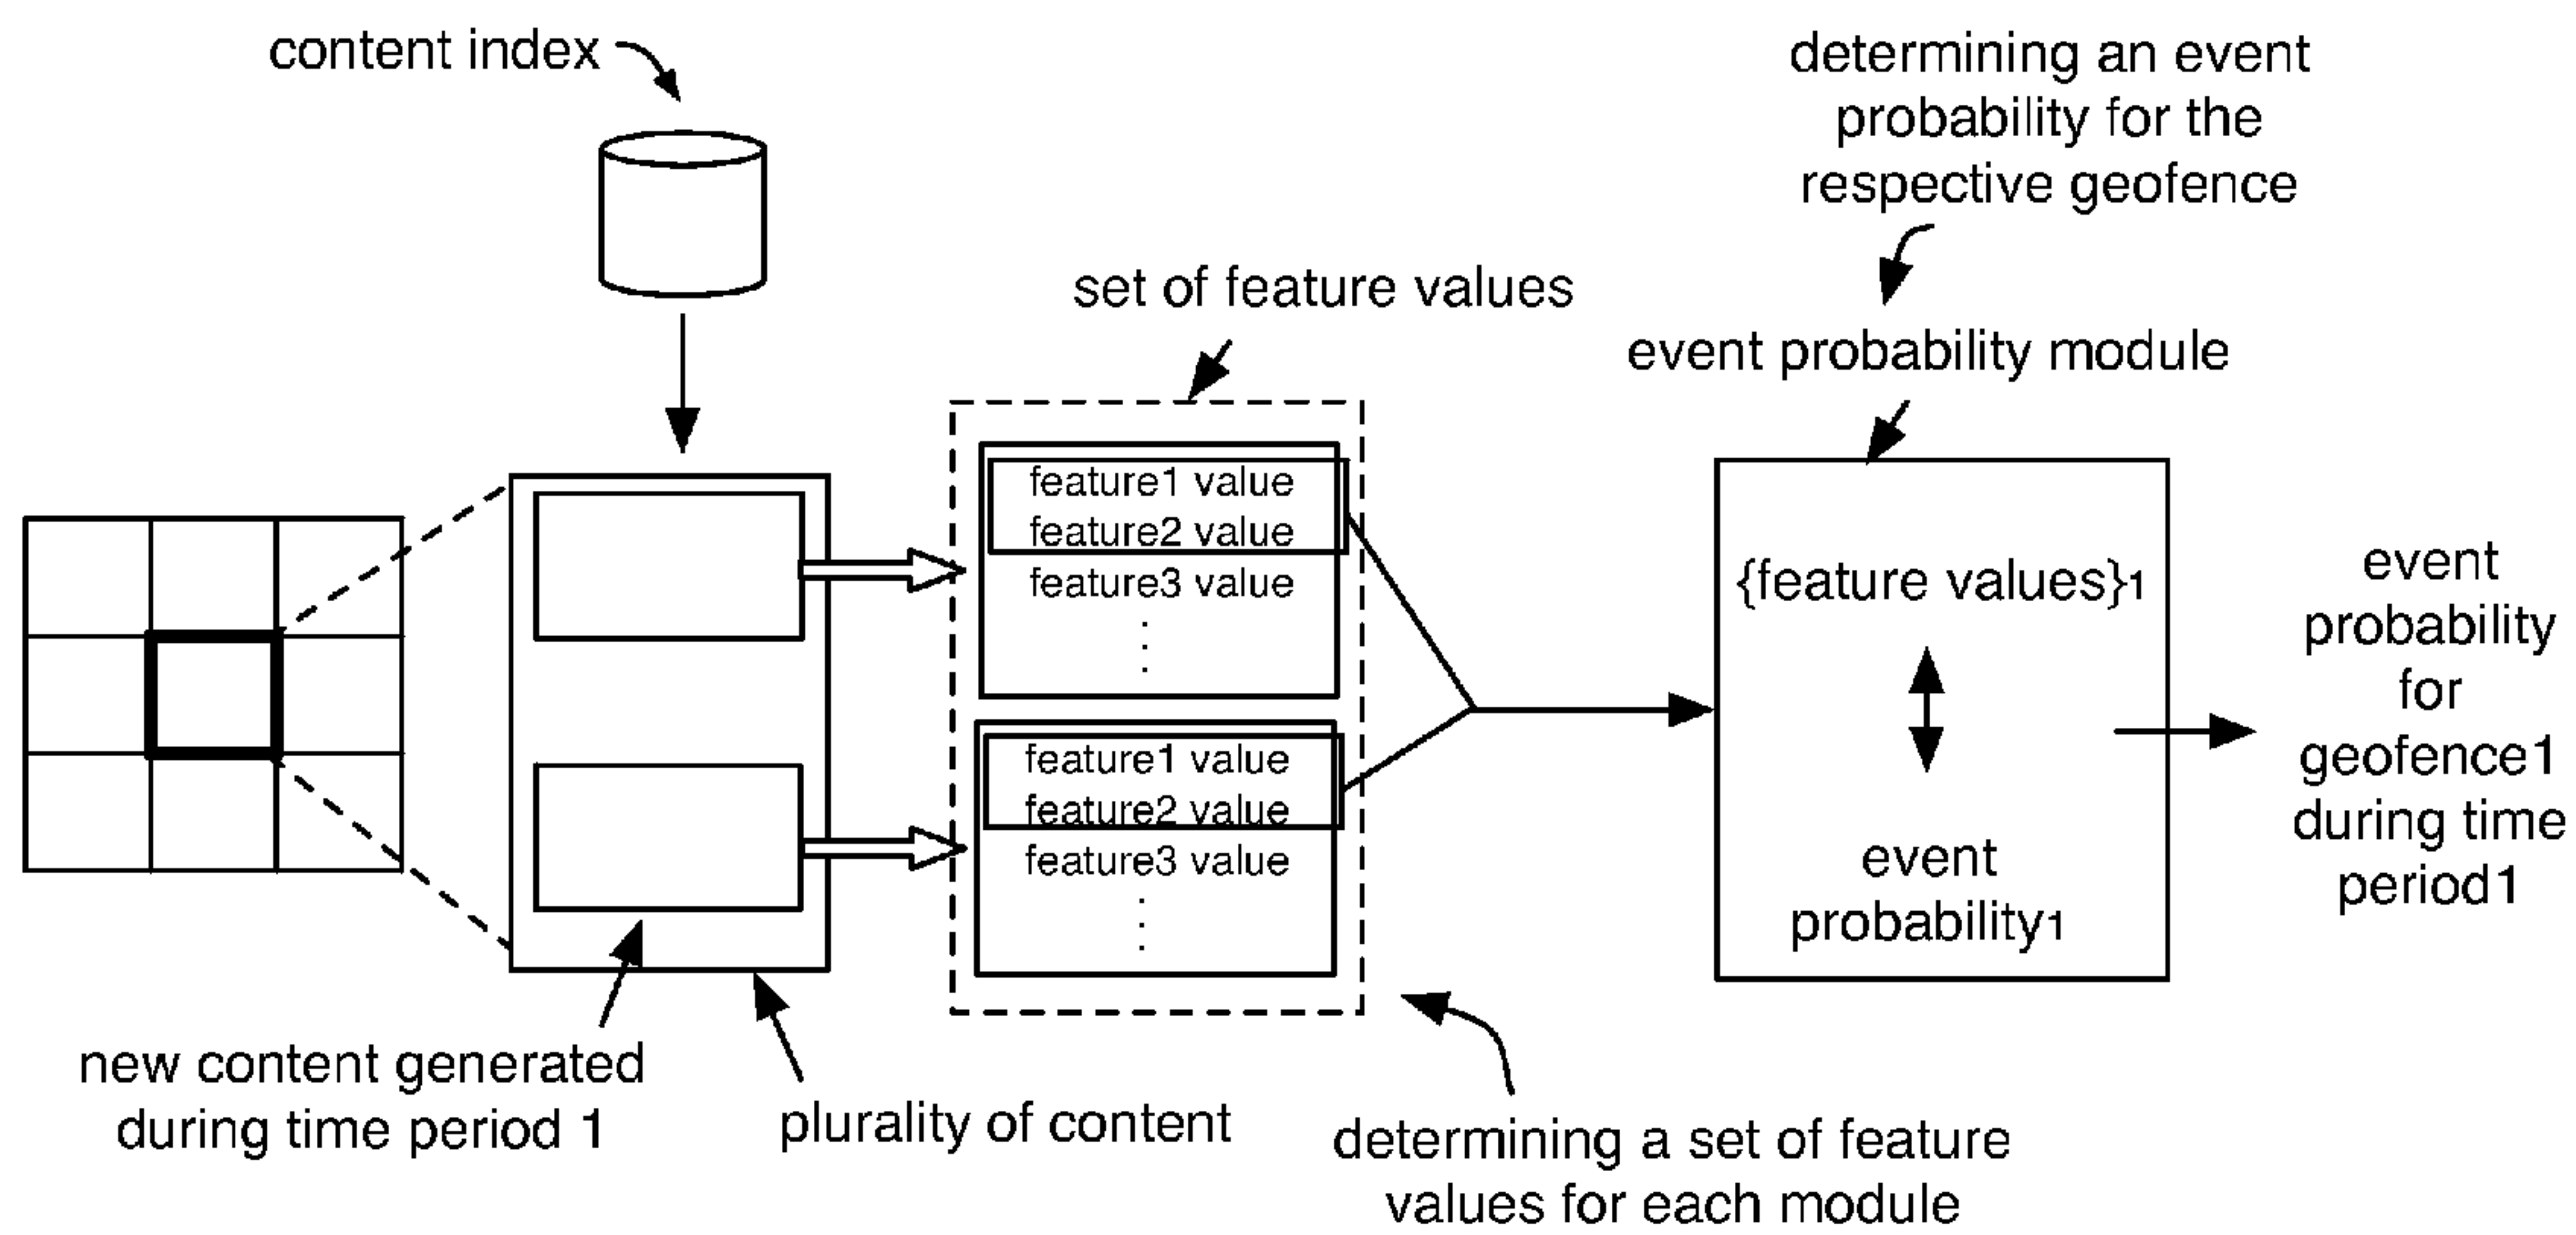 content index
determining an event
probability for the
respective geofence
set of feature values
event probability module
feature1 value
feature2 value
feature3 value
feature1 value
feature2 value
feature3 value
{feature values}1
event
probability1
event
probability
for
geofence1
during time
period1
new content generated
during time period 1
plurality of content
determining a set of feature
values for each module